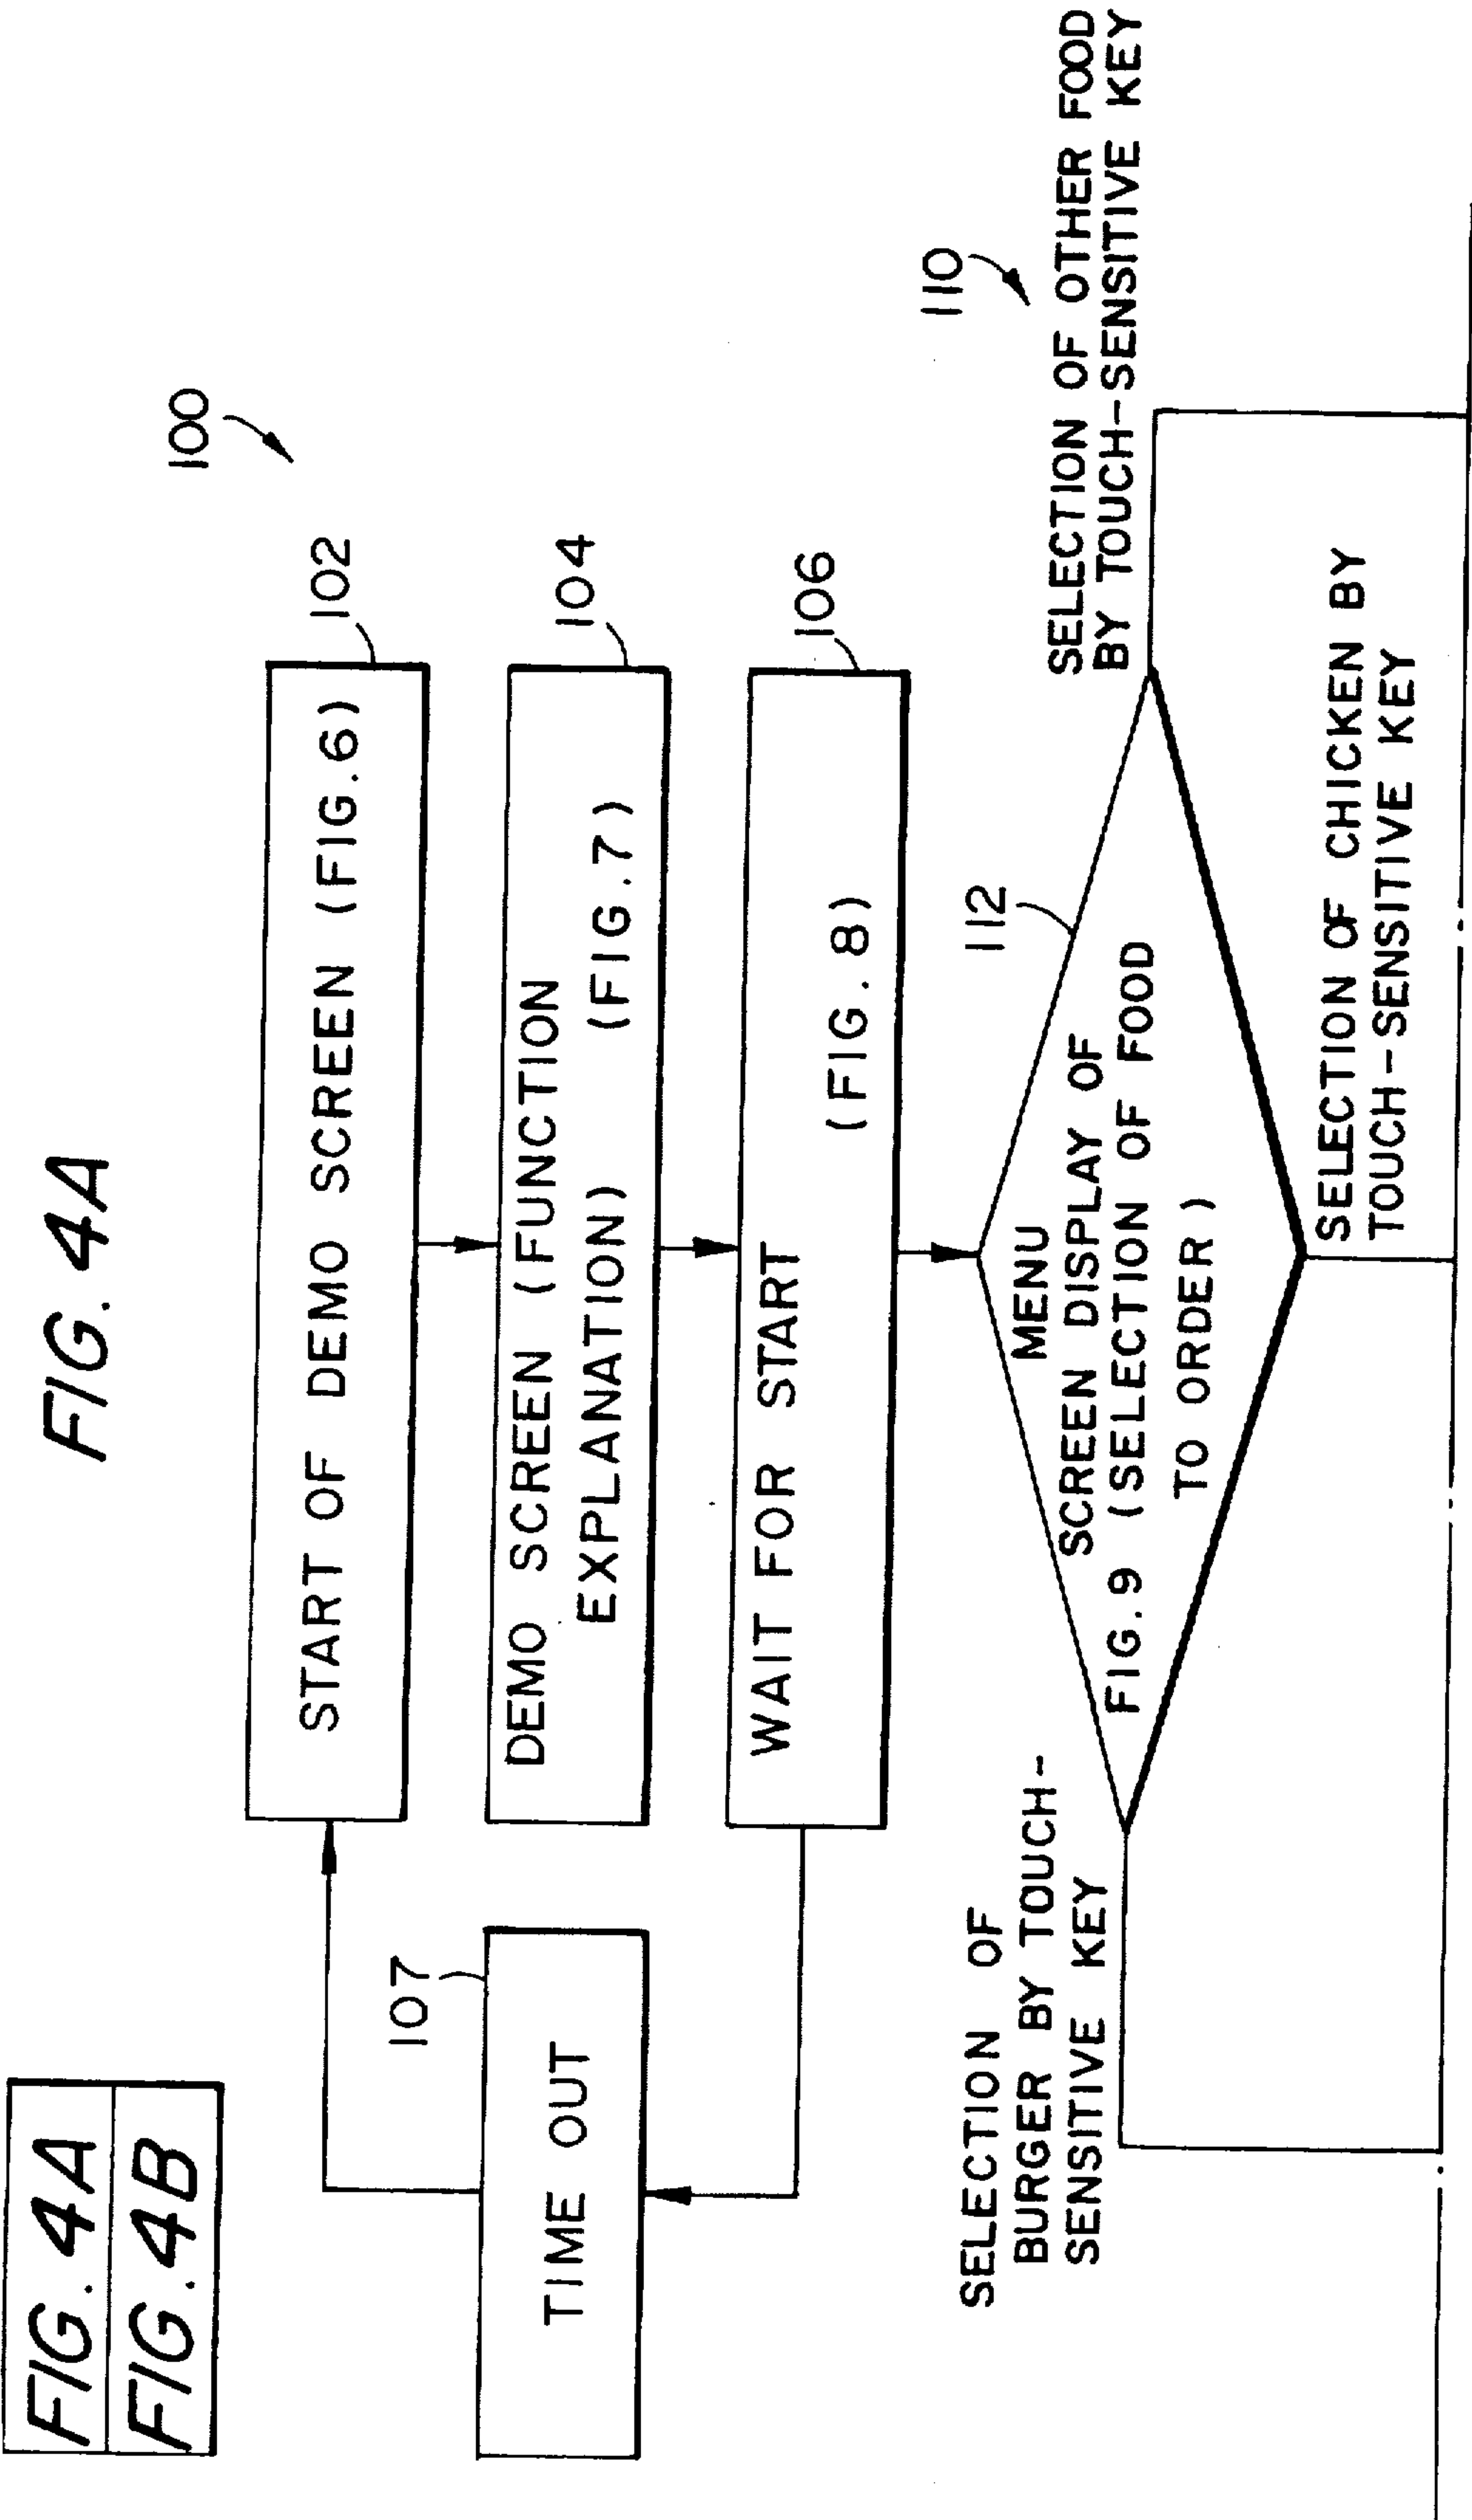 FIG. 4A
FIG. 4A
FIG. 4B
100
START OF DEMO SCREEN (FIG. 6)
102
107
DEMO SCREEN (FUNCTION
EXPLANATION) (FIG. 7)
104
TIME OUT
WAIT FOR START
(FIG. 8)
106
110
112
SELECTION OF
BURGER BY TOUCH-
SENSITIVE KEY
MENU
SCREEN DISPLAY OF
FIG. 9 (SELECTION OF FOOD
TO ORDER)
SELECTION OF OTHER FOOD
BY TOUCH-SENSITIVE KEY
SELECTION OF CHICKEN BY
TOUCH-SENSITIVE KEY